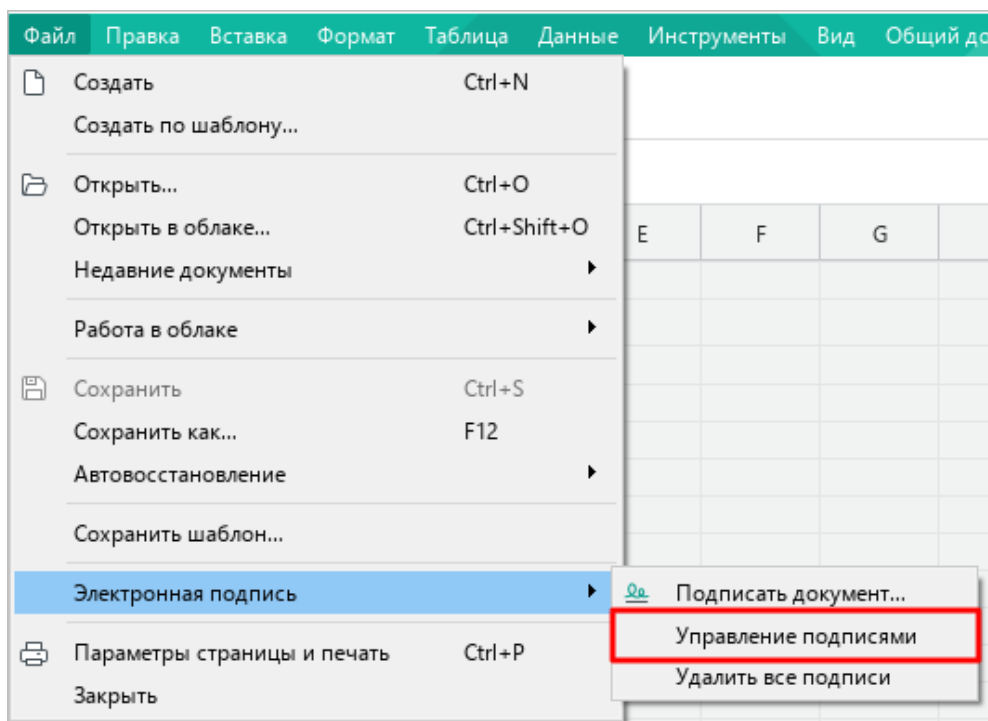 Файл Правка Вставка Формат Таблица Данные Инструменты Вид Общий до
Создать Ctrl+N
Создать по шаблону...
Открыть... Ctrl+O
Открыть в облаке... Ctrl+Shift+O
E F G
Недавние документы
Работа в облаке
Сохранить Ctrl+S
Сохранить как... F12
Автовосстановление
Сохранить шаблон...
Электронная подпись
Подписать документ...
Управление подписями
Удалить все подписи
Параметры страницы и печать Ctrl+P
Закрыть